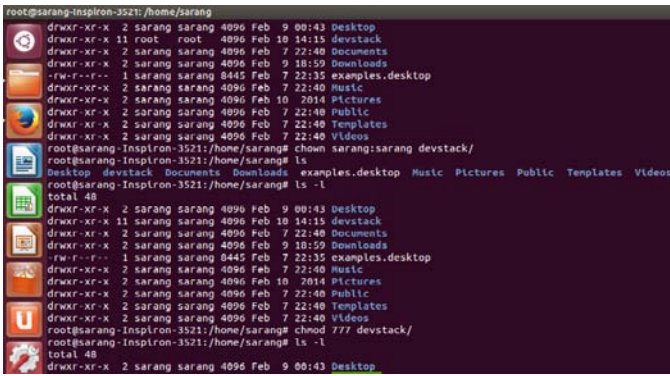 root@sarang-Inspiron-3521: /home/sarang
drwxr-xr-x 2 sarang sarang 4096 Feb 9 00:43 Desktop
drwxr-xr-x 11 root root 4096 Feb 10 14:15 devstack
drwxr-xr-x 2 sarang sarang 4096 Feb 7 22:40 Documents
drwxr-xr-x 2 sarang sarang 4096 Feb 9 18:59 Downloads
-rw-r--r-- 1 sarang sarang 8445 Feb 7 22:35 examples.desktop
drwxr-xr-x 2 sarang sarang 4096 Feb 7 22:40 Music
drwxr-xr-x 2 sarang sarang 4096 Feb 10 2014 Pictures
drwxr-xr-x 2 sarang sarang 4096 Feb 7 22:40 Public
drwxr-xr-x 2 sarang sarang 4096 Feb 7 22:40 Templates
drwxr-xr-x 2 sarang sarang 4096 Feb 7 22:40 Videos
root@sarang-Inspiron-3521:/home/sarang# chown sarang:sarang devstack/
root@sarang-Inspiron-3521:/home/sarang# ls
Desktop devstack Documents Downloads examples.desktop Music Pictures Public Templates Videos
root@sarang-Inspiron-3521:/home/sarang# ls -l
total 48
drwxr-xr-x 2 sarang sarang 4096 Feb 9 00:43 Desktop
drwxr-xr-x 11 sarang sarang 4096 Feb 10 14:15 devstack
drwxr-xr-x 2 sarang sarang 4096 Feb 7 22:40 Documents
drwxr-xr-x 2 sarang sarang 4096 Feb 9 18:59 Downloads
-rw-r--r-- 1 sarang sarang 8445 Feb 7 22:35 examples.desktop
drwxr-xr-x 2 sarang sarang 4096 Feb 7 22:40 Music
drwxr-xr-x 2 sarang sarang 4096 Feb 10 2014 Pictures
drwxr-xr-x 2 sarang sarang 4096 Feb 7 22:40 Public
drwxr-xr-x 2 sarang sarang 4096 Feb 7 22:40 Templates
drwxr-xr-x 2 sarang sarang 4096 Feb 7 22:40 Videos
root@sarang-Inspiron-3521:/home/sarang# chmod 777 devstack/
root@sarang-Inspiron-3521:/home/sarang# ls -l
total 48
drwxr-xr-x 2 sarang sarang 4096 Feb 9 00:43 Desktop